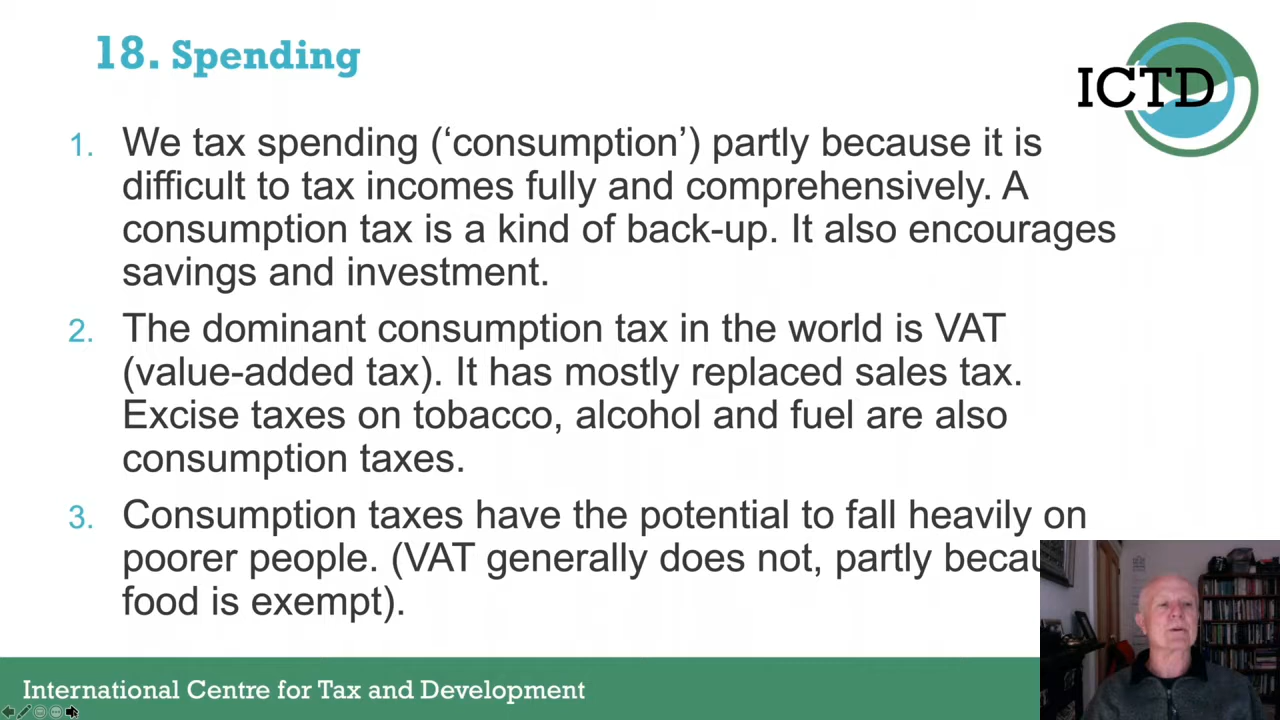 18. Spending
ICTD
1. We tax spending (‘consumption’) partly because it is
difficult to tax incomes fully and comprehensively. A
consumption tax is a kind of back-up. It also encourages
savings and investment.
2. The dominant consumption tax in the world is VAT
(value-added tax). It has mostly replaced sales tax.
Excise taxes on tobacco, alcohol and fuel are also
consumption taxes.
3. Consumption taxes have the potential to fall heavily on
poorer people. (VAT generally does not, partly becau
food is exempt).
International Centre for Tax and Development